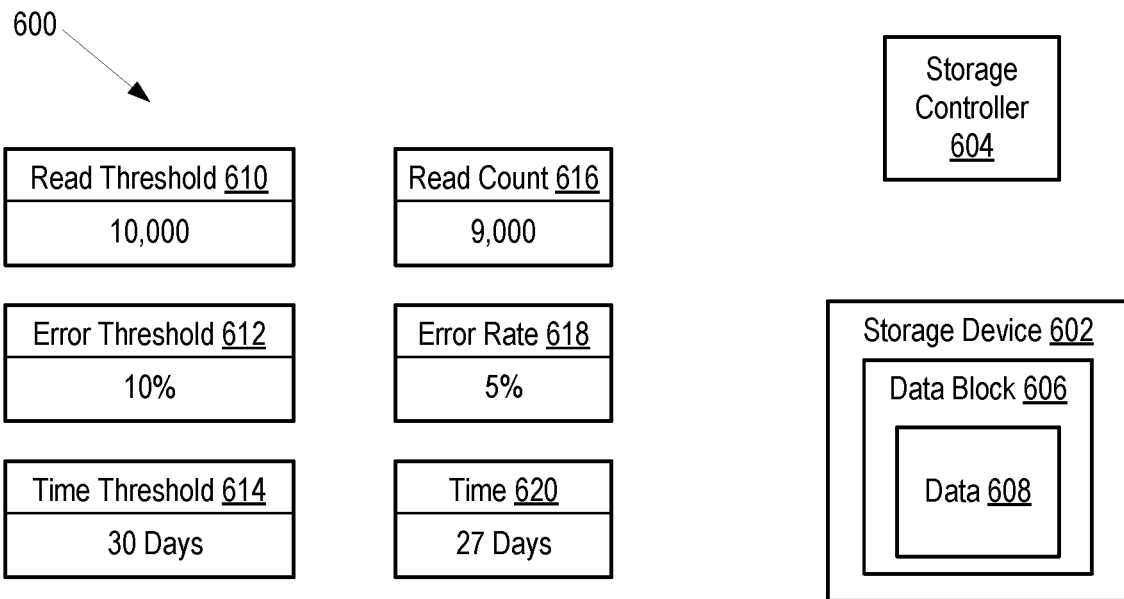 600
Storage
Controller
604
Read Threshold 610
10,000
Read Count 616
9,000
Error Threshold 612
10%
Error Rate 618
5%
Storage Device 602
Data Block 606
Data 608
Time Threshold 614
30 Days
Time 620
27 Days